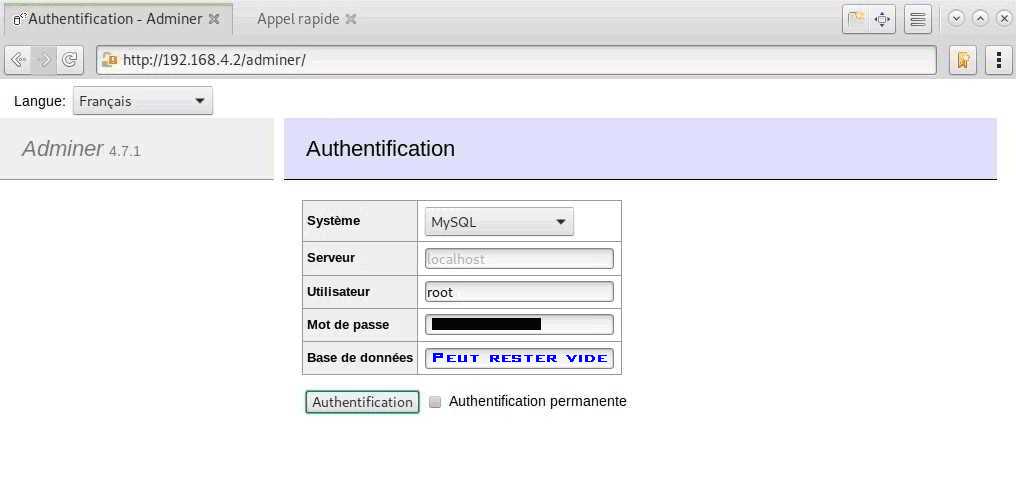 Authentification - Adminer
Appel rapide
http://192.168.4.2/adminer/
Langue: Français
Adminer 4.7.1
Authentification
Système MySQL
Serveur localhost
Utilisateur root
Mot de passe
Base de données PEUT RESTER VIDE
Authentification Authentification permanente